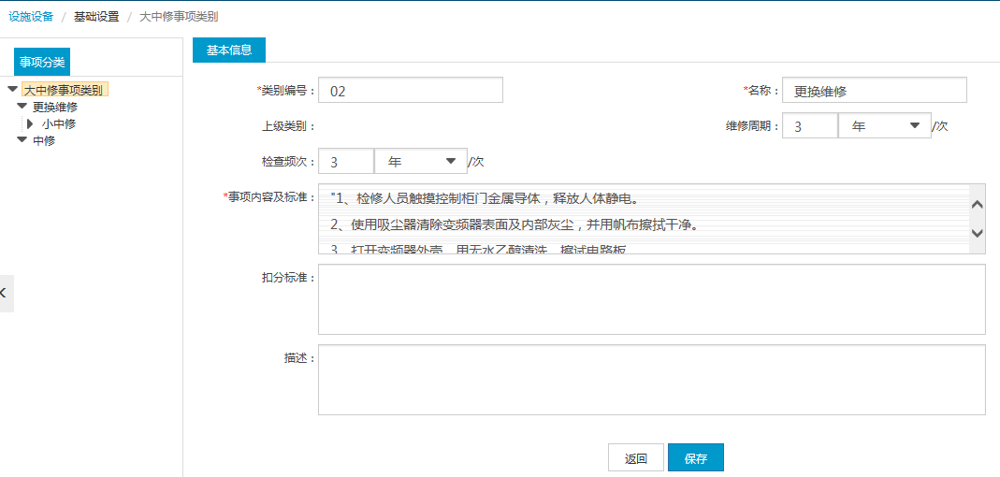 设施设备 / 基础设置 / 大中修事项类别
事项分类
大中修事项类别
更换维修
小中修
中修
基本信息
*类别编号： 02
*名称： 更换维修
上级类别：
维修周期： 3 年 /次
检查频次： 3 年 /次
*事项内容及标准： "1、检修人员触摸控制柜门金属导体，释放人体静电。
2、使用吸尘器清除变频器表面及内部灰尘，并用帆布擦拭干净。
3、打开变频器外壳，用无水乙醇清洗、擦试电路板
扣分标准：
描述：
返回 保存